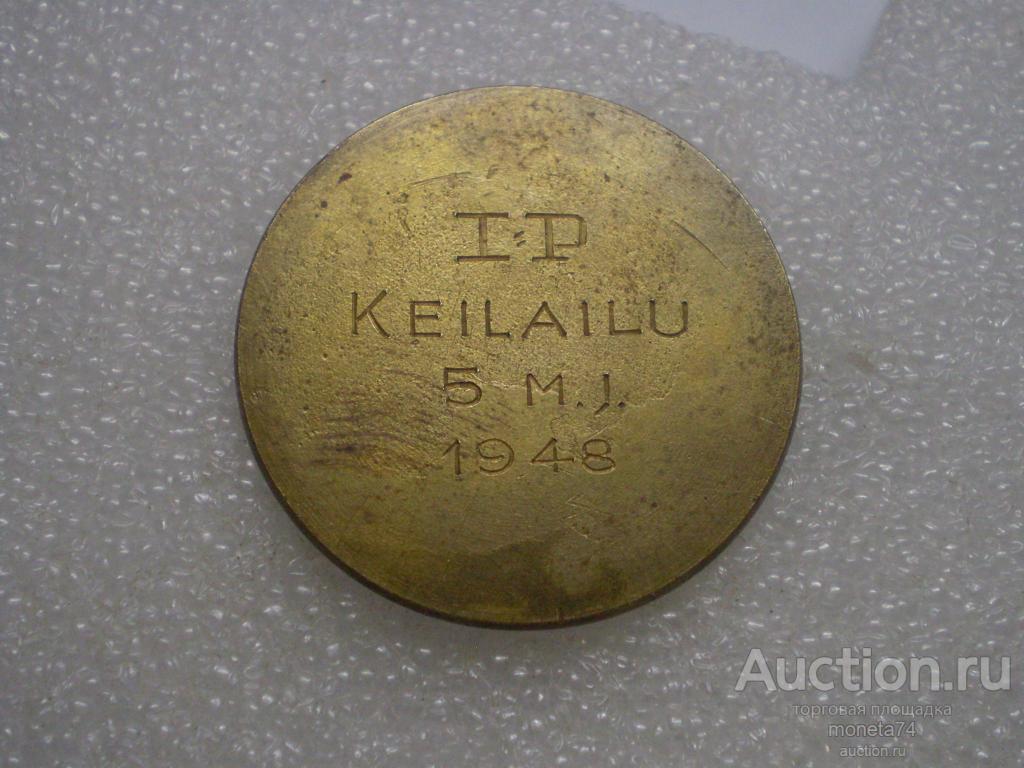 I=P
KEILAILU
5 M.J.
1948
Auction.ru
торговая площадка
moneta74
auction.ru